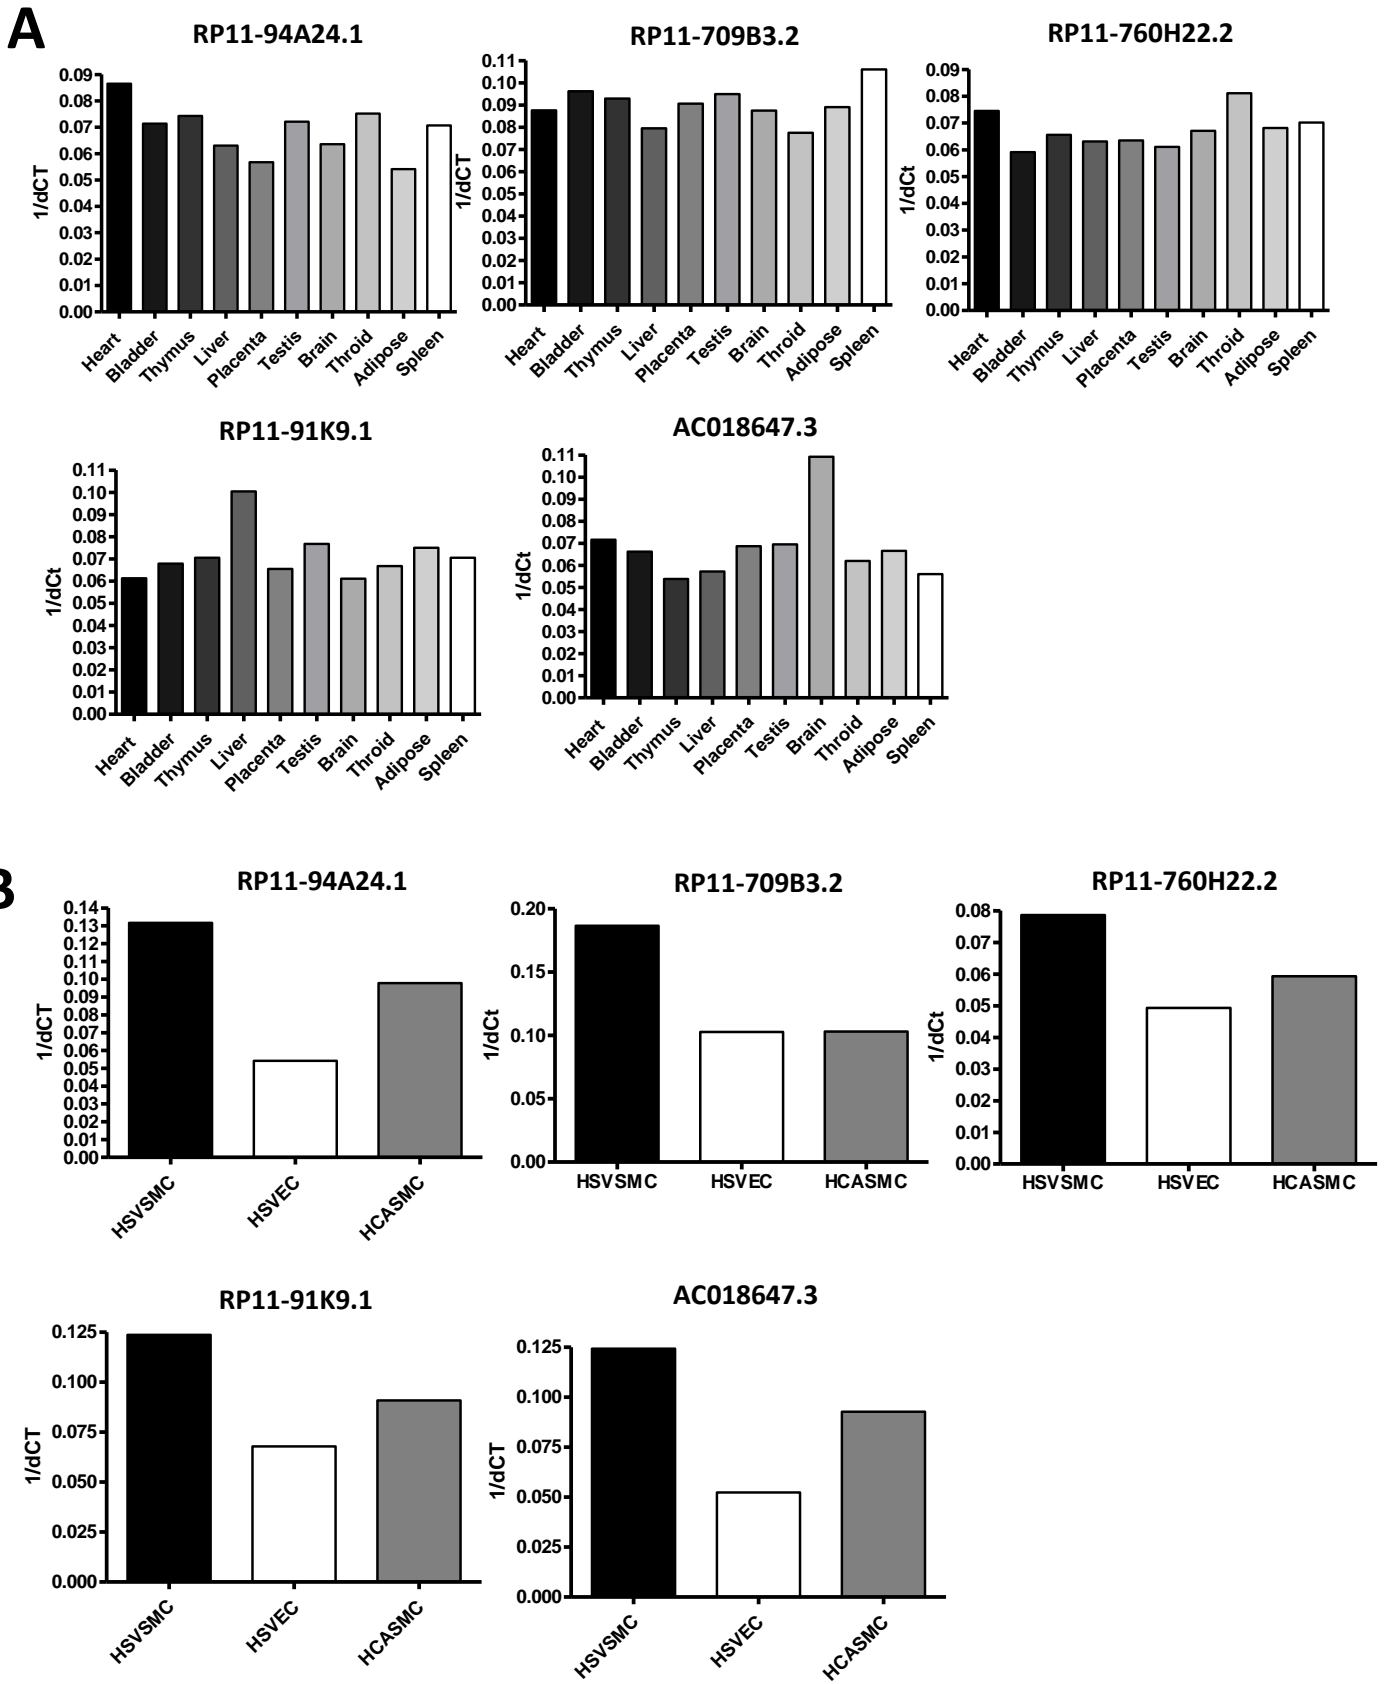 A
RP11-94A24.1
1/dCT
0.09
0.08
0.07
0.06
0.05
0.04
0.03
0.02
0.01
0.00
Heart
Bladder
Thymus
Liver
Placenta
Testis
Brain
Throid
Adipose
Spleen
RP11-709B3.2
1/dCT
0.11
0.10
0.09
0.08
0.07
0.06
0.05
0.04
0.03
0.02
0.01
0.00
Heart
Bladder
Thymus
Liver
Placenta
Testis
Brain
Throid
Adipose
Spleen
RP11-760H22.2
1/dCt
0.09
0.08
0.07
0.06
0.05
0.04
0.03
0.02
0.01
0.00
Heart
Bladder
Thymus
Liver
Placenta
Testis
Brain
Throid
Adipose
Spleen
RP11-91K9.1
1/dCt
0.11
0.10
0.09
0.08
0.07
0.06
0.05
0.04
0.03
0.02
0.01
0.00
Heart
Bladder
Thymus
Liver
Placenta
Testis
Brain
Throid
Adipose
Spleen
AC018647.3
1/dCt
0.11
0.10
0.09
0.08
0.07
0.06
0.05
0.04
0.03
0.02
0.01
0.00
Heart
Bladder
Thymus
Liver
Placenta
Testis
Brain
Throid
Adipose
Spleen
B
RP11-94A24.1
1/dCT
0.14
0.13
0.12
0.11
0.10
0.09
0.08
0.07
0.06
0.05
0.04
0.03
0.02
0.01
0.00
HSVSMC
HSVEC
HCASMC
RP11-709B3.2
1/dCt
0.20
0.15
0.10
0.05
0.00
HSVSMC
HSVEC
HCASMC
RP11-760H22.2
1/dCt
0.08
0.07
0.06
0.05
0.04
0.03
0.02
0.01
0.00
HSVSMC
HSVEC
HCASMC
RP11-91K9.1
1/dCT
0.125
0.100
0.075
0.050
0.025
0.000
HSVSMC
HSVEC
HCASMC
AC018647.3
1/dCT
0.125
0.100
0.075
0.050
0.025
0.000
HSVSMC
HSVEC
HCASMC